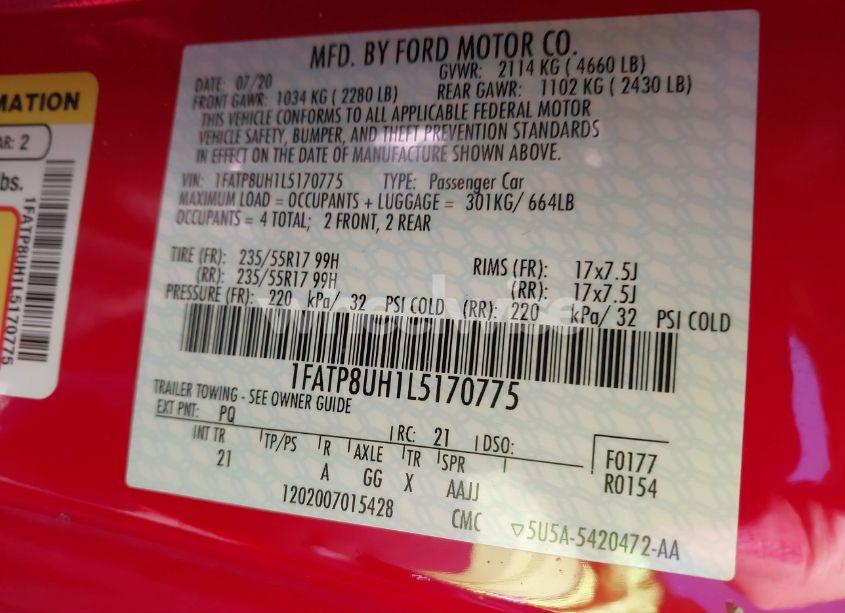 MATION
AR: 2
bs.
1FATP8UH1L5170775
MFD. BY FORD MOTOR CO.
DATE: 07/20 GVWR: 2114 KG ( 4660 LB)
FRONT GAWR: 1034 KG ( 2280 LB) REAR GAWR: 1102 KG ( 2430 LB)
THIS VEHICLE CONFORMS TO ALL APPLICABLE FEDERAL MOTOR
VEHICLE SAFETY, BUMPER, AND THEFT PREVENTION STANDARDS
IN EFFECT ON THE DATE OF MANUFACTURE SHOWN ABOVE.
VIN: 1FATP8UH1L5170775 TYPE: Passenger Car
MAXIMUM LOAD = OCCUPANTS + LUGGAGE = 301KG/ 664LB
OCCUPANTS = 4 TOTAL; 2 FRONT, 2 REAR
TIRE (FR): 235/55R17 99H RIMS (FR): 17x7.5J
(RR): 235/55R17 99H (RR): 17x7.5J
PRESSURE (FR): 220 kPa/ 32 PSI COLD (RR): 220 kPa/ 32 PSI COLD
1FATP8UH1L5170775
TRAILER TOWING - SEE OWNER GUIDE
EXT PNT: PQ RC: 21 DSO:
INT TR TP/PS R AXLE TR SPR F0177
21 A GG X AAJJ R0154
1202007015428 CMC ▽5U5A-5420472-AA